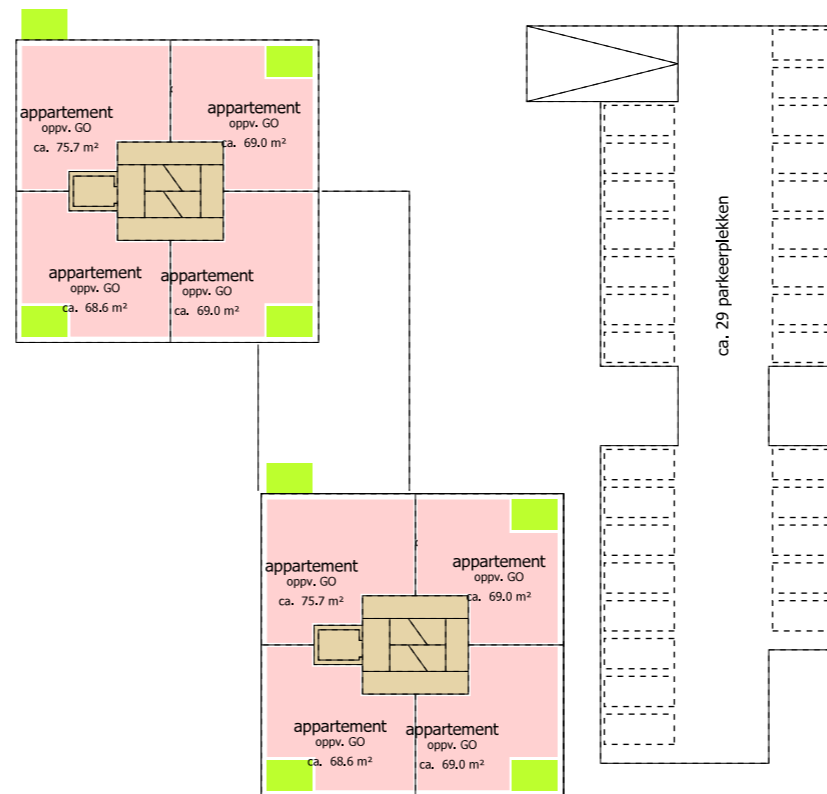 appartement
oppv. GO
ca. 75.7 m²
appartement
oppv. GO
ca. 69.0 m²
appartement
oppv. GO
ca. 68.6 m²
appartement
oppv. GO
ca. 69.0 m²
ca. 29 parkeerplekken
appartement
oppv. GO
ca. 75.7 m²
appartement
oppv. GO
ca. 69.0 m²
appartement
oppv. GO
ca. 68.6 m²
appartement
oppv. GO
ca. 69.0 m²